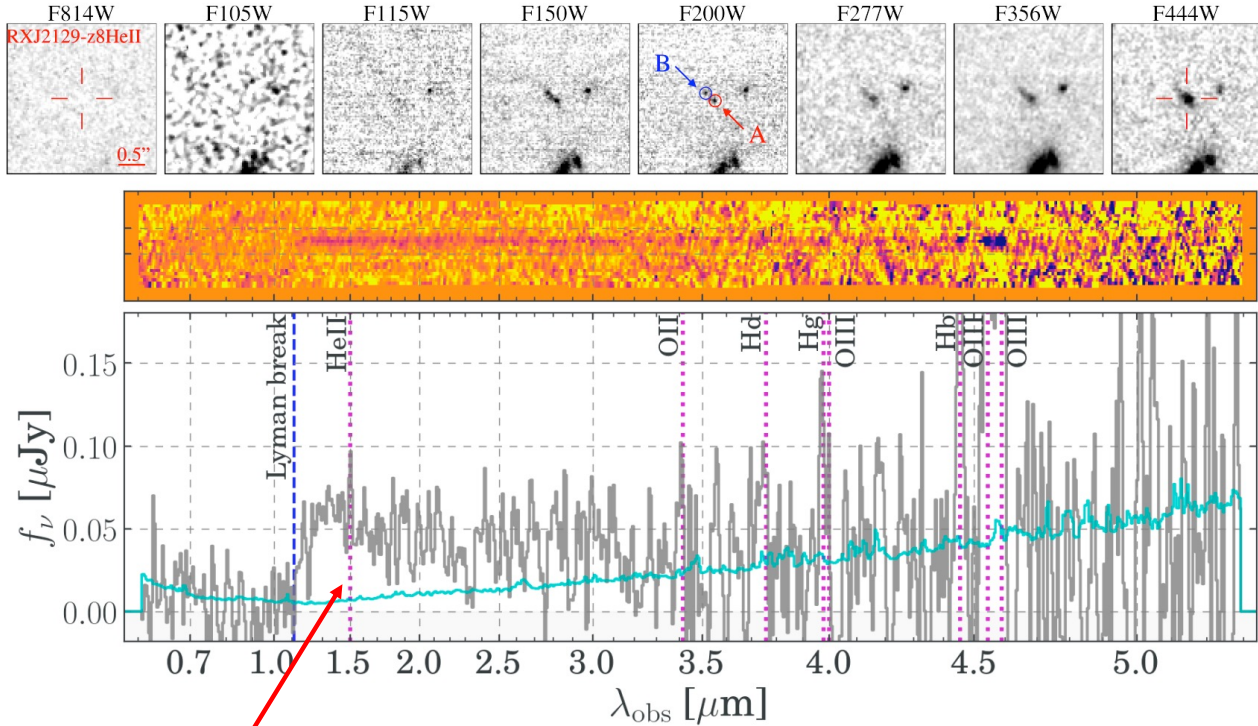 F814W F105W F115W F150W F200W F277W F356W F444W
RXJ2129-z8HeII
B
A
0.5"
Lyman break HeII OII Hd Hg OIII Hb OIII OIII
0.15
0.10
0.05
0.00
fν [μJy]
0.7 1.0 1.5 2.0 2.5 3.0 3.5 4.0 4.5 5.0
λobs [μm]